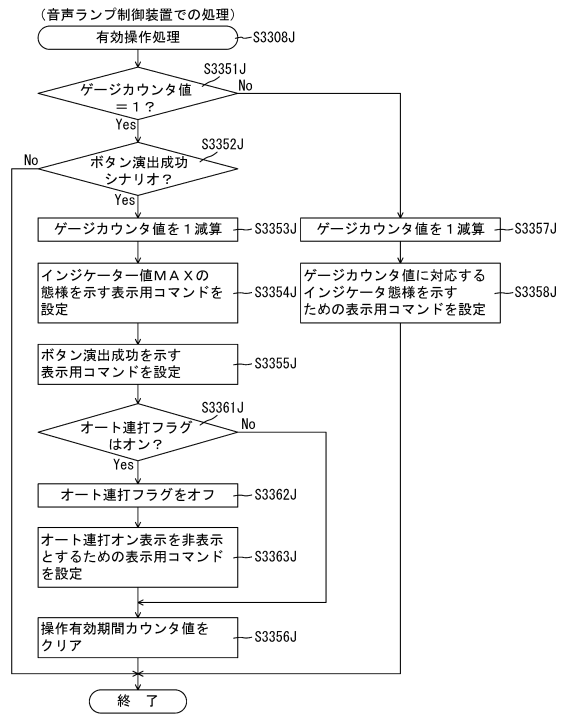 （音声ランプ制御装置での処理）
有効操作処理
S3308J
S3351J
ゲージカウンタ値
＝１？
No
Yes
S3352J
No
ボタン演出成功
シナリオ？
Yes
ゲージカウンタ値を１減算
S3353J
ゲージカウンタ値を１減算
S3357J
インジケーター値ＭＡＸの
態様を示す表示用コマンドを
設定
S3354J
ゲージカウンタ値に対応する
インジケータ態様を示す
ための表示用コマンドを設定
S3358J
ボタン演出成功を示す
表示用コマンドを設定
S3355J
S3361J
オート連打フラグ
はオン？
No
Yes
オート連打フラグをオフ
S3362J
オート連打オン表示を非表示
とするための表示用コマンド
を設定
S3363J
操作有効期間カウンタ値を
クリア
S3356J
終　了